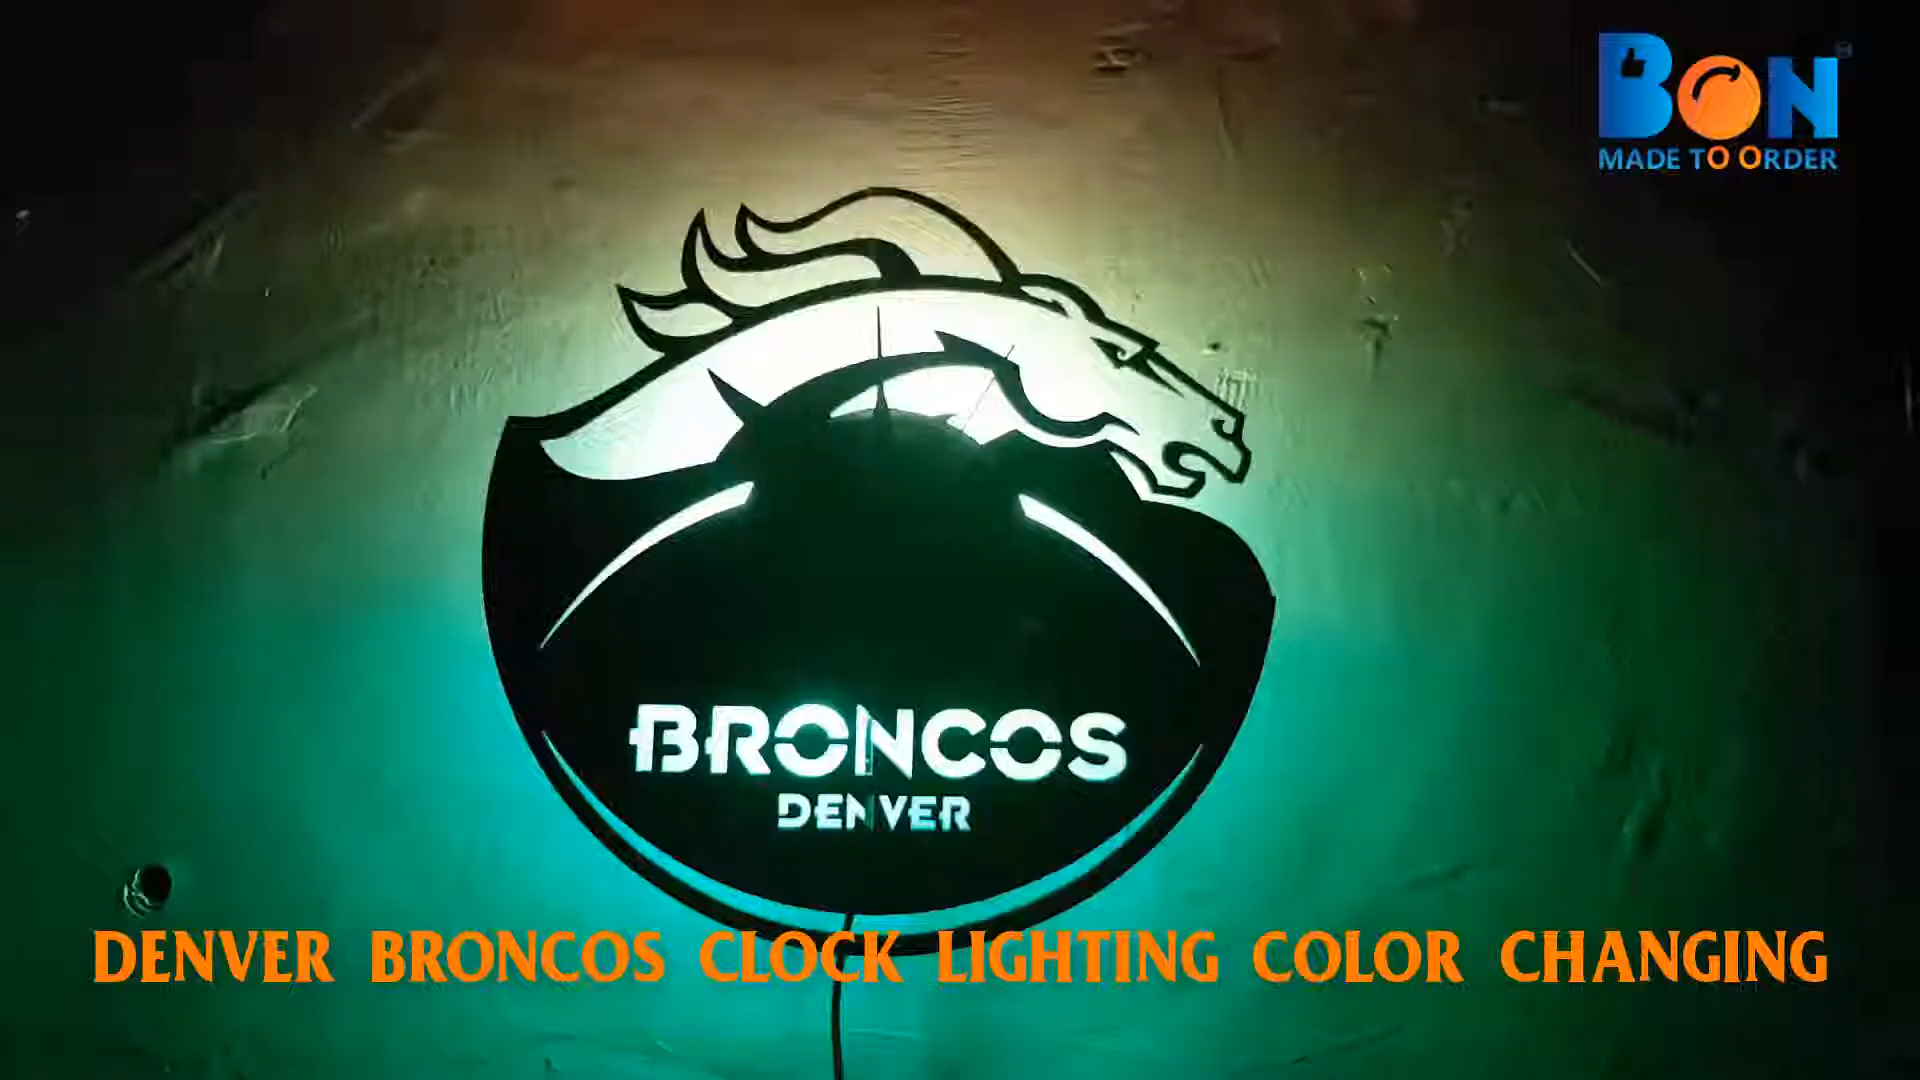 BON
MADE TO ORDER
BRONCOS
DENVER
DENVER BRONCOS CLOCK LIGHTING COLOR CHANGING